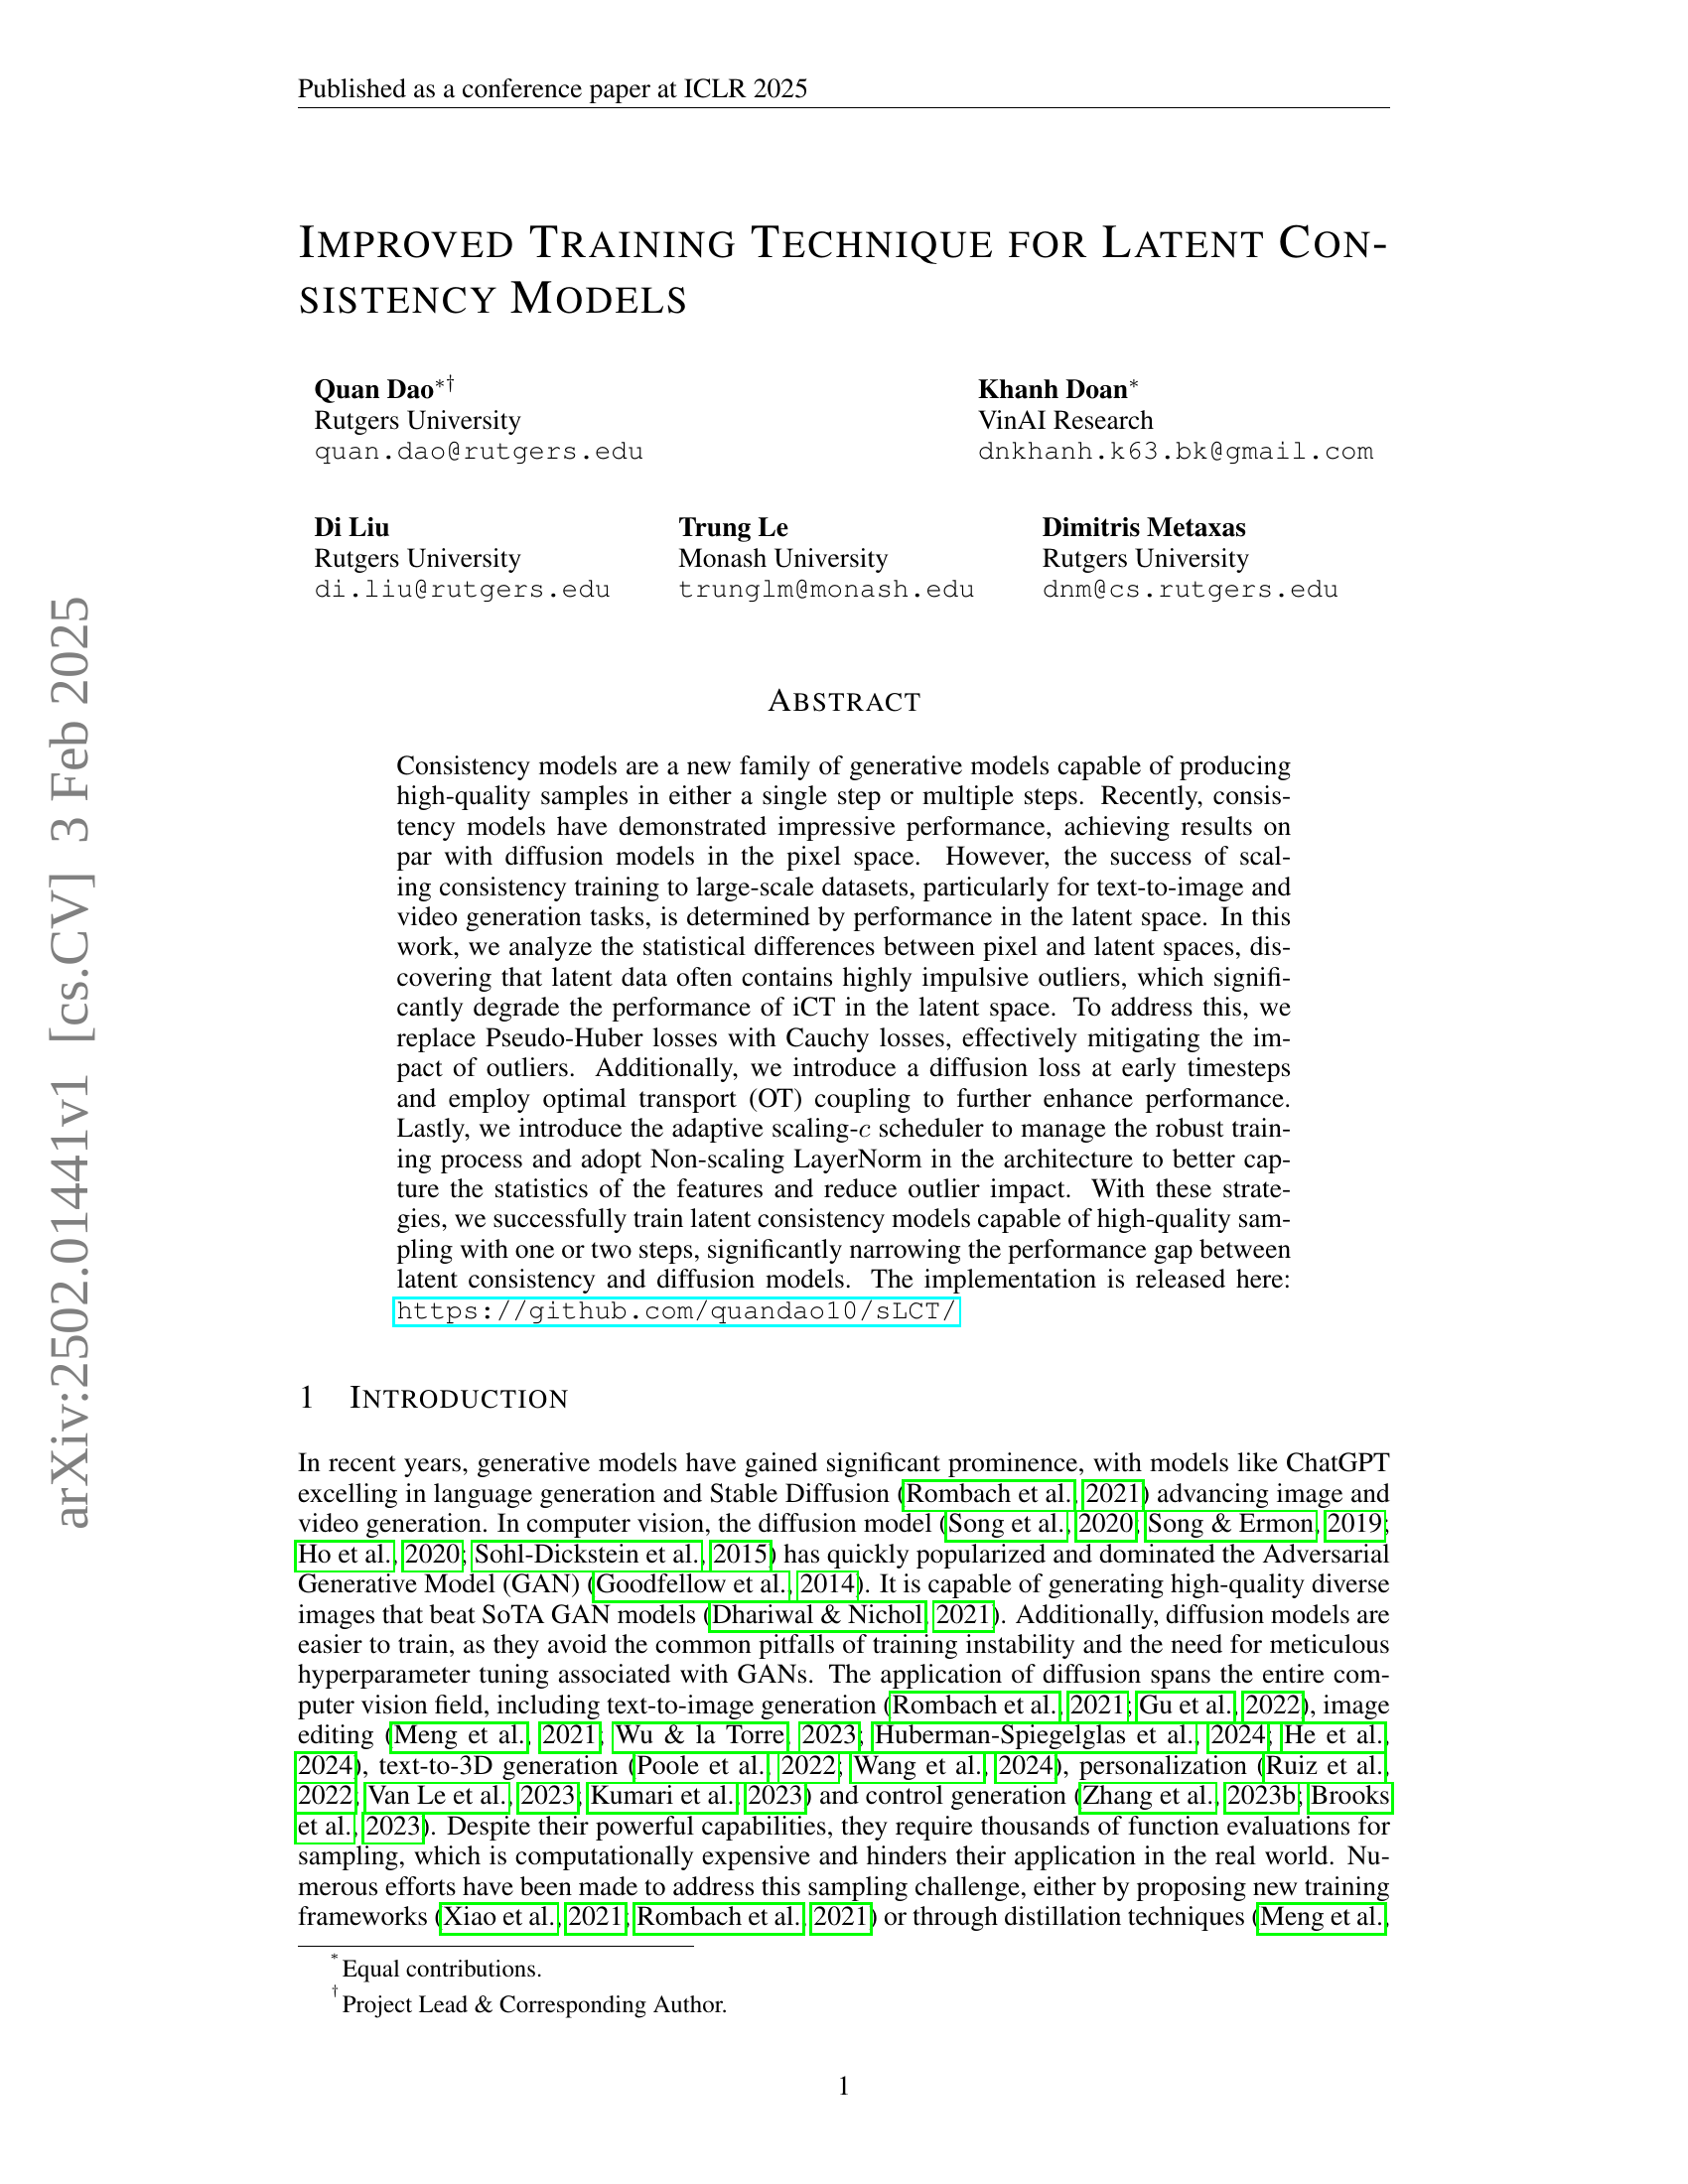 Published as a conference paper at ICLR 2025
IMPROVED TRAINING TECHNIQUE FOR LATENT CON-
SISTENCY MODELS
Quan Dao*†
Rutgers University
quan.dao@rutgers.edu
Khanh Doan*
VinAI Research
dnkhanh.k63.bk@gmail.com
Di Liu
Rutgers University
di.liu@rutgers.edu
Trung Le
Monash University
trunglm@monash.edu
Dimitris Metaxas
Rutgers University
dnm@cs.rutgers.edu
ABSTRACT
Consistency models are a new family of generative models capable of producing
high-quality samples in either a single step or multiple steps. Recently, consis-
tency models have demonstrated impressive performance, achieving results on
par with diffusion models in the pixel space. However, the success of scal-
ing consistency training to large-scale datasets, particularly for text-to-image and
video generation tasks, is determined by performance in the latent space. In this
work, we analyze the statistical differences between pixel and latent spaces, dis-
covering that latent data often contains highly impulsive outliers, which signifi-
cantly degrade the performance of iCT in the latent space. To address this, we
replace Pseudo-Huber losses with Cauchy losses, effectively mitigating the im-
pact of outliers. Additionally, we introduce a diffusion loss at early timesteps
and employ optimal transport (OT) coupling to further enhance performance.
Lastly, we introduce the adaptive scaling-c scheduler to manage the robust train-
ing process and adopt Non-scaling LayerNorm in the architecture to better cap-
ture the statistics of the features and reduce outlier impact. With these strate-
gies, we successfully train latent consistency models capable of high-quality sam-
pling with one or two steps, significantly narrowing the performance gap between
latent consistency and diffusion models. The implementation is released here:
https://github.com/quandao10/sLCT/
1 INTRODUCTION
In recent years, generative models have gained significant prominence, with models like ChatGPT
excelling in language generation and Stable Diffusion (Rombach et al., 2021) advancing image and
video generation. In computer vision, the diffusion model (Song et al., 2020; Song & Ermon, 2019;
Ho et al., 2020; Sohl-Dickstein et al., 2015) has quickly popularized and dominated the Adversarial
Generative Model (GAN) (Goodfellow et al., 2014). It is capable of generating high-quality diverse
images that beat SoTA GAN models (Dhariwal & Nichol, 2021). Additionally, diffusion models are
easier to train, as they avoid the common pitfalls of training instability and the need for meticulous
hyperparameter tuning associated with GANs. The application of diffusion spans the entire com-
puter vision field, including text-to-image generation (Rombach et al., 2021; Gu et al., 2022), image
editing (Meng et al., 2021; Wu & la Torre, 2023; Huberman-Spiegelglas et al., 2024; He et al.,
2024), text-to-3D generation (Poole et al., 2022; Wang et al., 2024), personalization (Ruiz et al.,
2022; Van Le et al., 2023; Kumari et al., 2023) and control generation (Zhang et al., 2023b; Brooks
et al., 2023). Despite their powerful capabilities, they require thousands of function evaluations for
sampling, which is computationally expensive and hinders their application in the real world. Nu-
merous efforts have been made to address this sampling challenge, either by proposing new training
frameworks (Xiao et al., 2021; Rombach et al., 2021) or through distillation techniques (Meng et al.,
* Equal contributions.
† Project Lead & Corresponding Author.
1
arXiv:2502.01441v1 [cs.CV] 3 Feb 2025